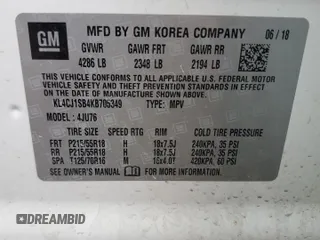 GM
MFD BY GM KOREA COMPANY 06 / 18
GVWR GAWR FRT GAWR RR
4286 LB 2348 LB 2194 LB
THIS VEHICLE CONFORMS TO ALL APPLICABLE U.S. FEDERAL MOTOR
VEHICLE SAFETY, BUMPER, AND THEFT PREVENTION STANDARDS
IN EFFECT ON THE DATE OF MANUFACTURE SHOWN ABOVE.
KL4CJ1SB4KB706349 TYPE: MPV
MODEL : 4JU76
TIRE SIZE SPEED RTG RIM COLD TIRE PRESSURE
FRT P215/55R18 H 18x7.5J 240KPA, 35 PSI
RR P215/55R18 H 18x7.5J 240KPA, 35 PSI
SPA T125/70R16 M 16x4.0T 420KPA, 60 PSI
SEE OWNER'S MANUAL FOR ADDITIONAL INFORMATION.
DREAMBID